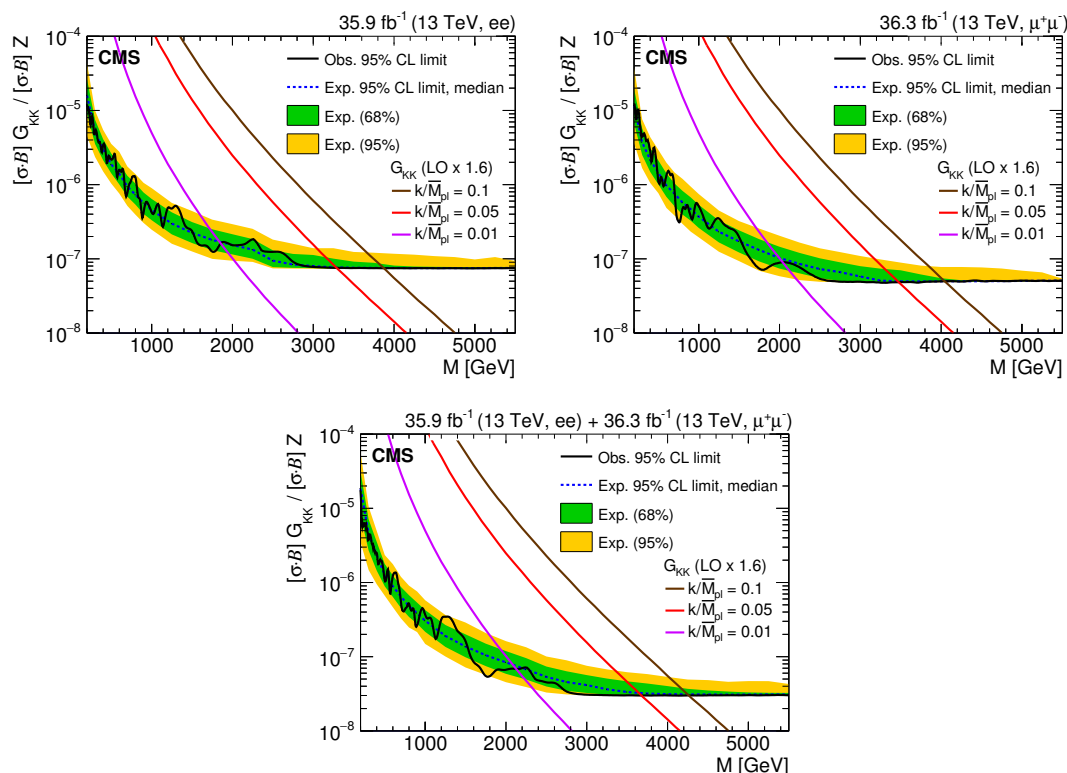 35.9 fb⁻¹ (13 TeV, ee)
[σ·B] G_KK / [σ·B] Z
10⁻⁴
10⁻⁵
10⁻⁶
10⁻⁷
10⁻⁸
CMS
Obs. 95% CL limit
Exp. 95% CL limit, median
Exp. (68%)
Exp. (95%)
G_KK (LO x 1.6)
k/M̅_pl = 0.1
k/M̅_pl = 0.05
k/M̅_pl = 0.01
1000 2000 3000 4000 5000
M [GeV]
36.3 fb⁻¹ (13 TeV, μ⁺μ⁻)
[σ·B] G_KK / [σ·B] Z
10⁻⁴
10⁻⁵
10⁻⁶
10⁻⁷
10⁻⁸
CMS
Obs. 95% CL limit
Exp. 95% CL limit, median
Exp. (68%)
Exp. (95%)
G_KK (LO x 1.6)
k/M̅_pl = 0.1
k/M̅_pl = 0.05
k/M̅_pl = 0.01
1000 2000 3000 4000 5000
M [GeV]
35.9 fb⁻¹ (13 TeV, ee) + 36.3 fb⁻¹ (13 TeV, μ⁺μ⁻)
[σ·B] G_KK / [σ·B] Z
10⁻⁴
10⁻⁵
10⁻⁶
10⁻⁷
10⁻⁸
CMS
Obs. 95% CL limit
Exp. 95% CL limit, median
Exp. (68%)
Exp. (95%)
G_KK (LO x 1.6)
k/M̅_pl = 0.1
k/M̅_pl = 0.05
k/M̅_pl = 0.01
1000 2000 3000 4000 5000
M [GeV]